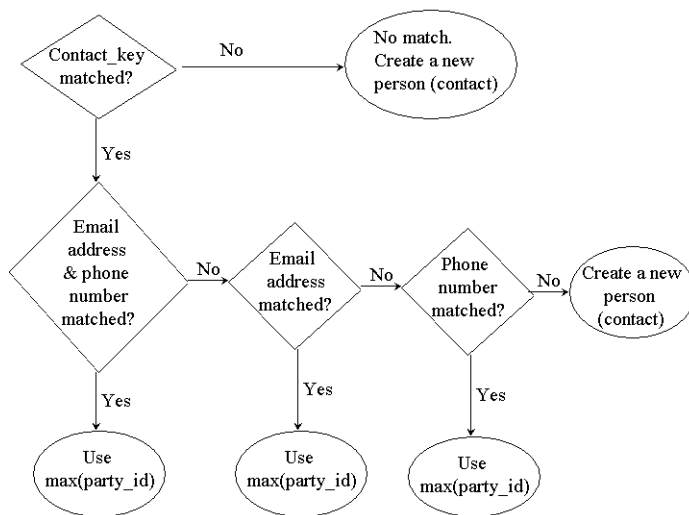 Contact_key
matched?
No
No match.
Create a new
person (contact)
Yes
Email
address
& phone
number
matched?
No
Email
address
matched?
No
Phone
number
matched?
No
Create a new
person
(contact)
Yes
Yes
Yes
Use
max(party_id)
Use
max(party_id)
Use
max(party_id)